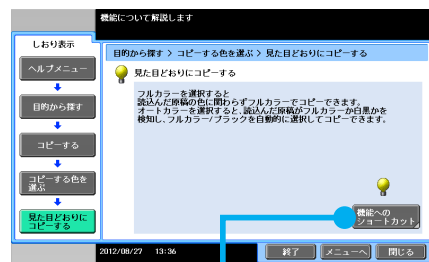 機能について解説します
しおり表示
ヘルプメニュー
目的から探す
コピーする
コピーする色を
選ぶ
見た目どおりに
コピーする
目的から探す > コピーする色を選ぶ > 見た目どおりにコピーする
見た目どおりにコピーする
フルカラーを選択すると
読込んだ原稿の色に関わらずフルカラーでコピーできます。
オートカラーを選択すると、読込んだ原稿がフルカラーか白黒かを
検知し、フルカラー/ブラックを自動的に選択してコピーできます。
機能への
ショートカット
2012/08/27 13:36
終了
メニューへ
閉じる